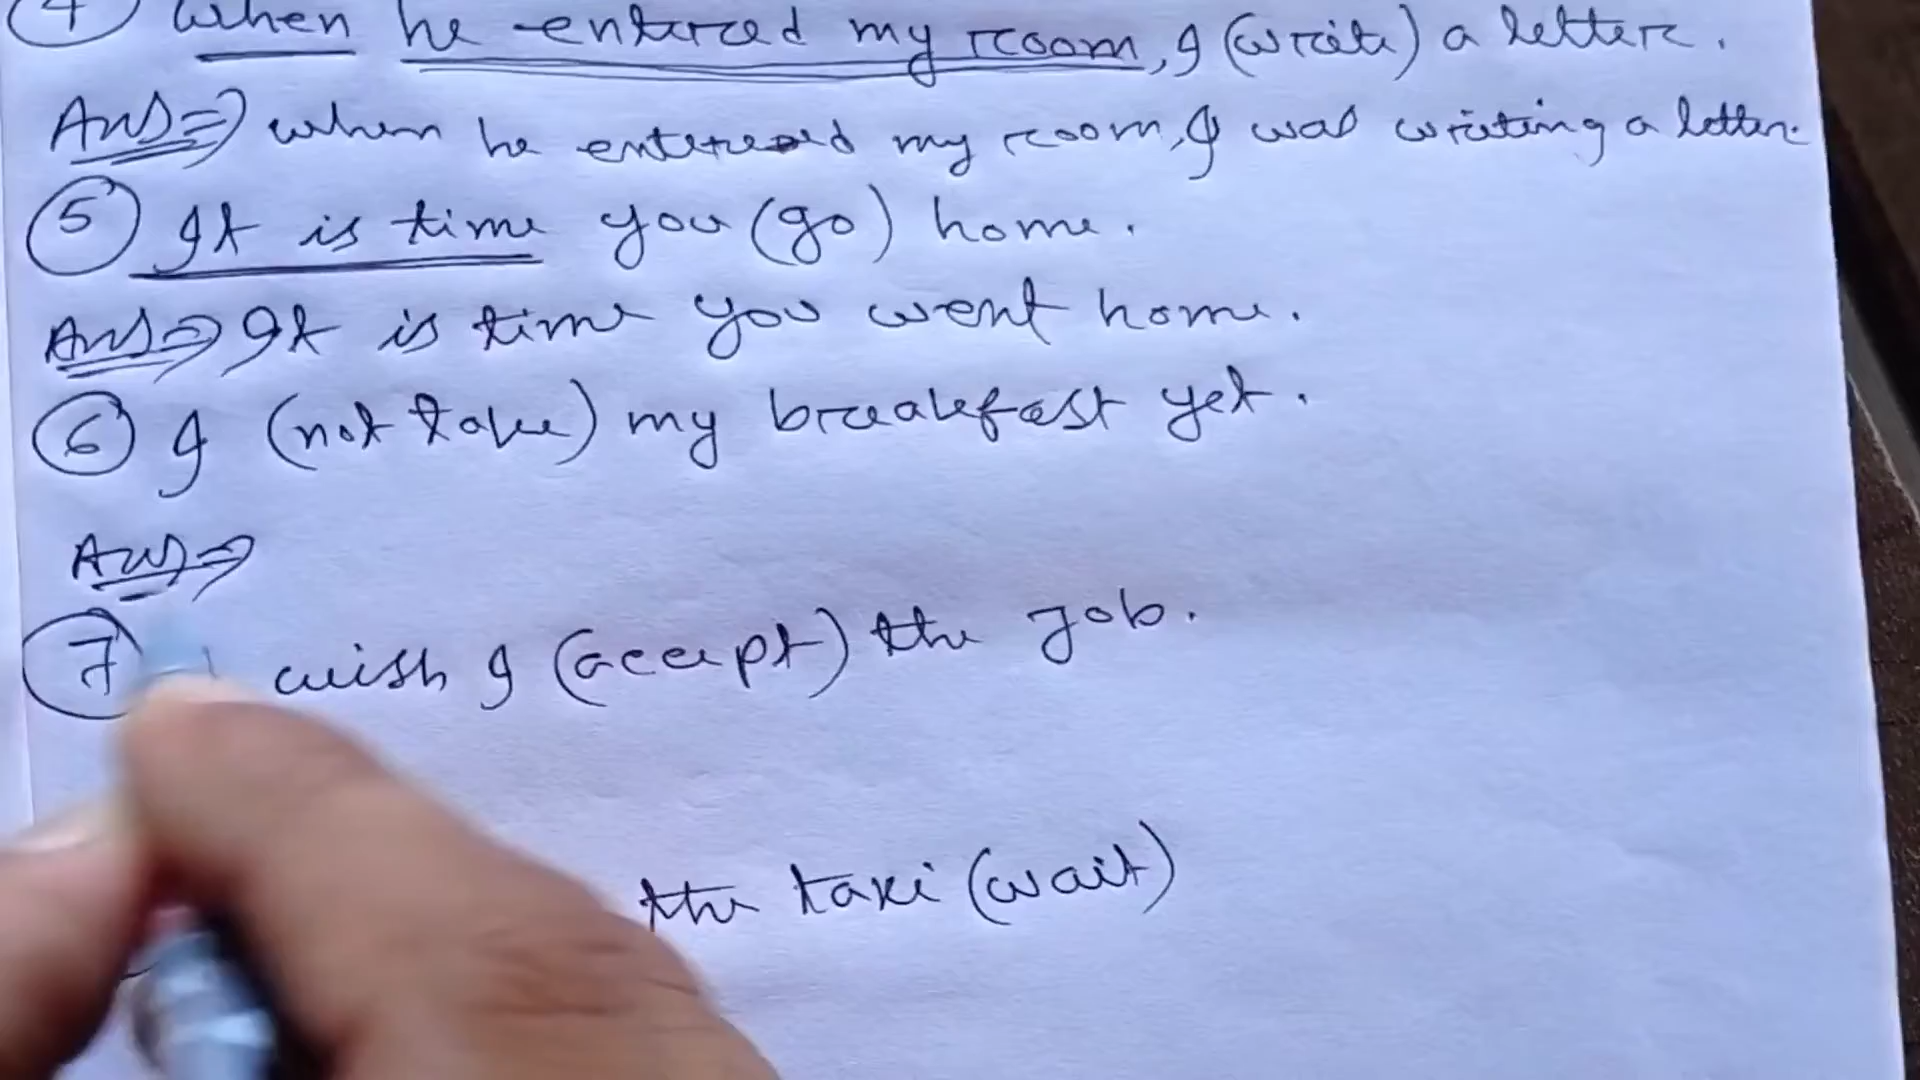 4 When he entered my room, I (write) a letter.
Ans⇒ when he entered my room, I was writing a letter.
5 It is time you (go) home.
Ans⇒ It is time you went home.
6 I (not take) my breakfast yet.
Ans⇒
7 wish I (accept) the job.
the taxi (wait)